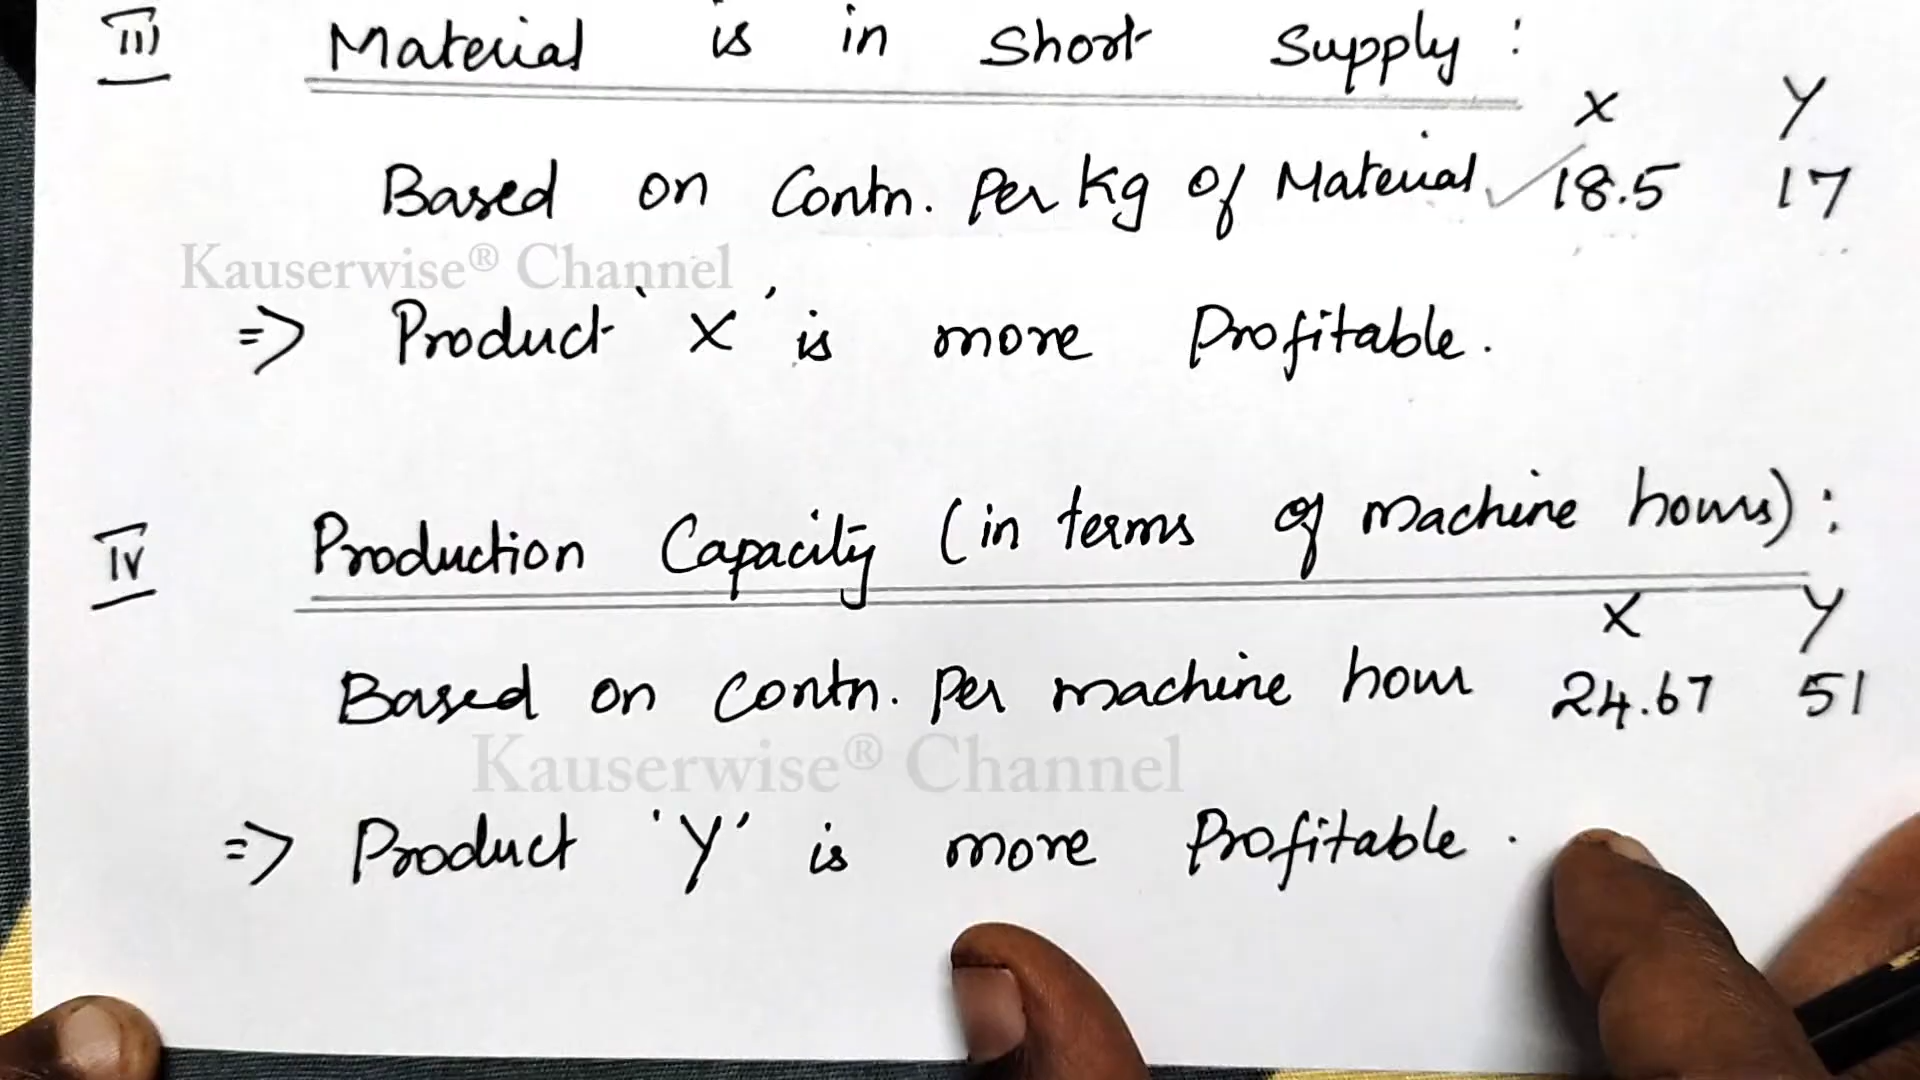 iii) Material is in Short Supply :
X Y
Based on Contn. Per Kg of Material 18.5 17
Kauserwise® Channel
=> Product 'X' is more Profitable.
iv Production Capacity (in terms of machine hours) :
X Y
Based on Contn. Per machine hour 24.67 51
Kauserwise® Channel
=> Product 'Y' is more Profitable.